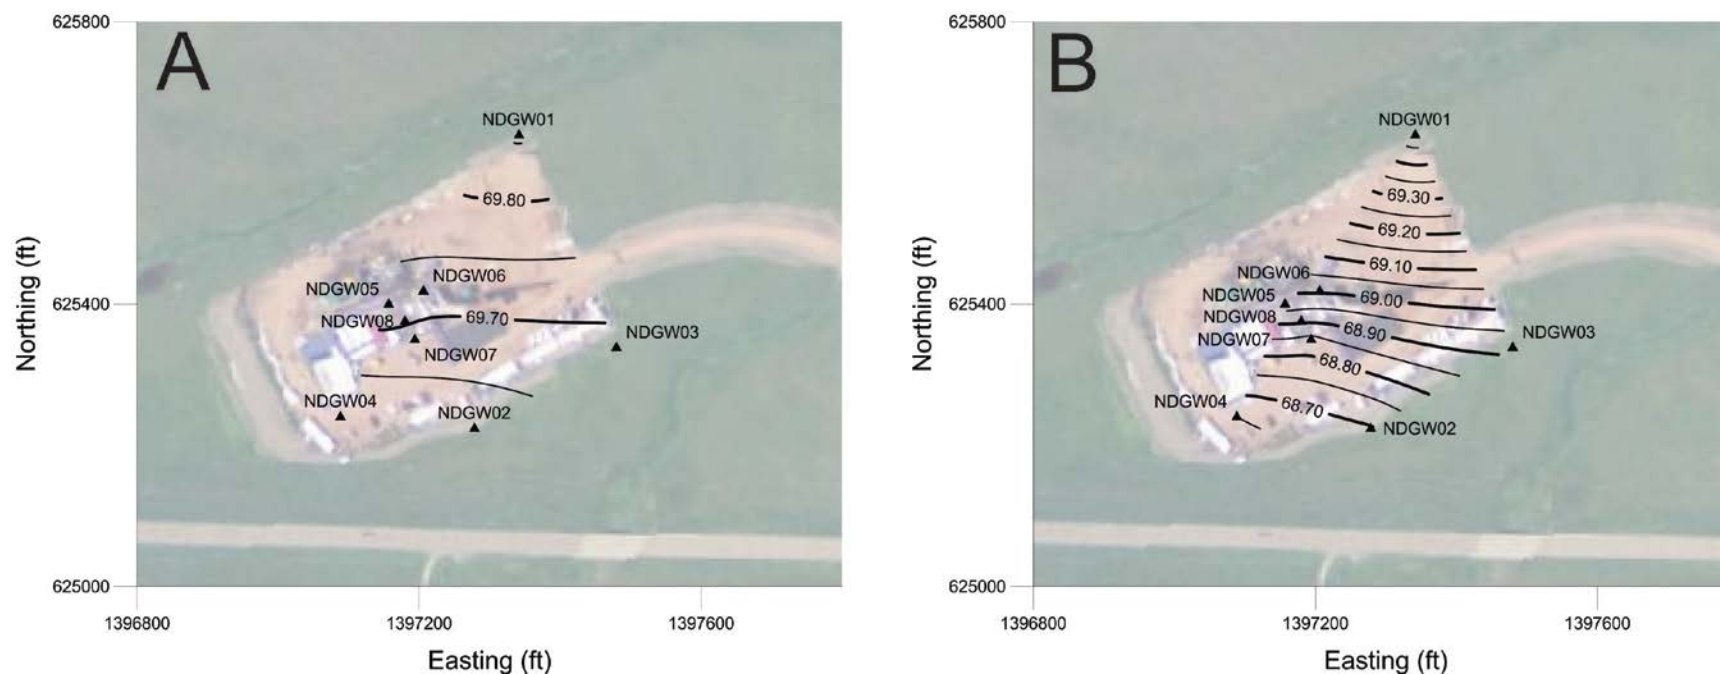 A
625800
625400
625000
Northing (ft)
NDGW01
69.80
NDGW06
NDGW05
NDGW08
69.70
NDGW03
NDGW07
NDGW04
NDGW02
1396800
1397200
1397600
Easting (ft)
B
625800
625400
625000
Northing (ft)
NDGW01
69.30
69.20
69.10
NDGW06
NDGW05
69.00
NDGW08
68.90
NDGW03
NDGW07
68.80
NDGW04
68.70
NDGW02
1396800
1397200
1397600
Easting (ft)